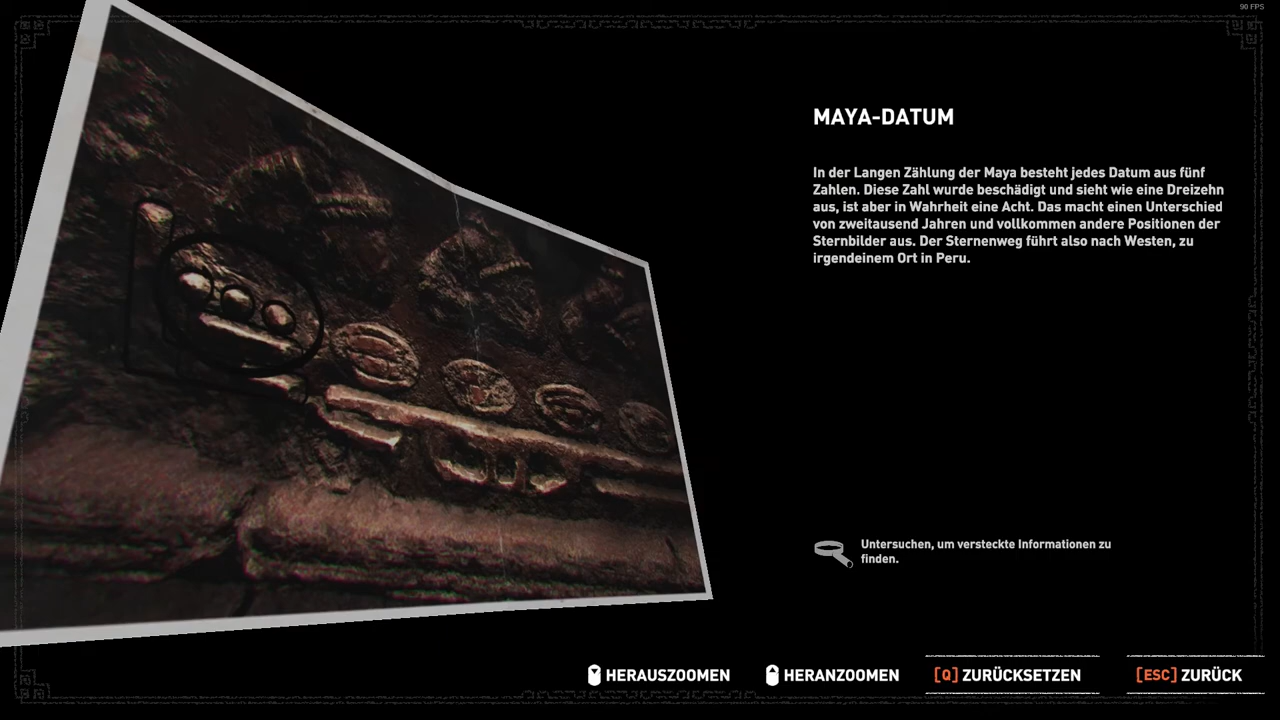 90 FPS
MAYA-DATUM
In der Langen Zählung der Maya besteht jedes Datum aus fünf
Zahlen. Diese Zahl wurde beschädigt und sieht wie eine Dreizehn
aus, ist aber in Wahrheit eine Acht. Das macht einen Unterschied
von zweitausend Jahren und vollkommen andere Positionen der
Sternbilder aus. Der Sternenweg führt also nach Westen, zu
irgendeinem Ort in Peru.
Untersuchen, um versteckte Informationen zu
finden.
HERAUSZOOMEN HERANZOOMEN [Q] ZURÜCKSETZEN [ESC] ZURÜCK